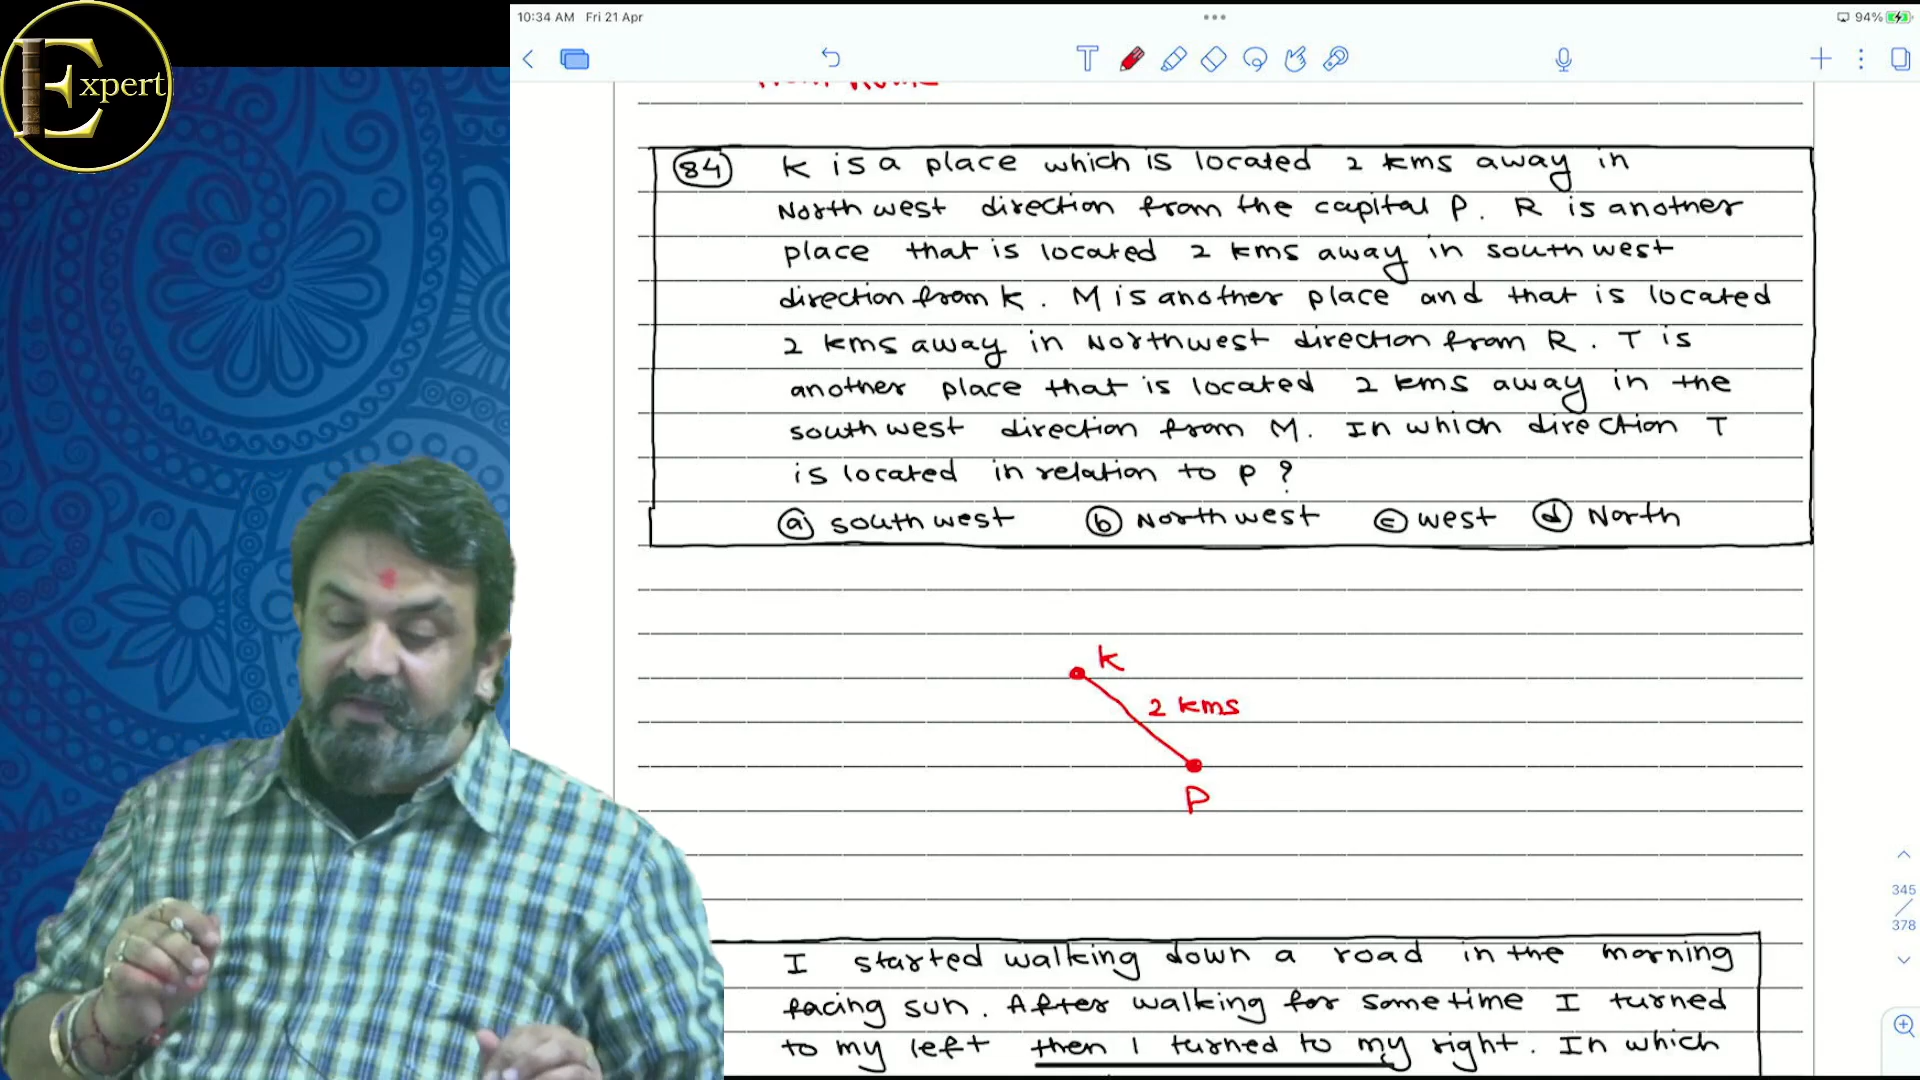 Expert
10:34 AM Fri 21 Apr
94%
84 K is a place which is located 2 kms away in
North west direction from the capital P. R is another
place that is located 2 kms away in south west
direction from K. M is another place and that is located
2 kms away in Northwest direction from R. T is
another place that is located 2 kms away in the
south west direction from M. In which direction T
is located in relation to P?
a south west b North west c west d North
K
2 kms
P
345
378
I started walking down a road in the morning
facing sun. After walking for sometime I turned
to my left then I turned to my right. In which